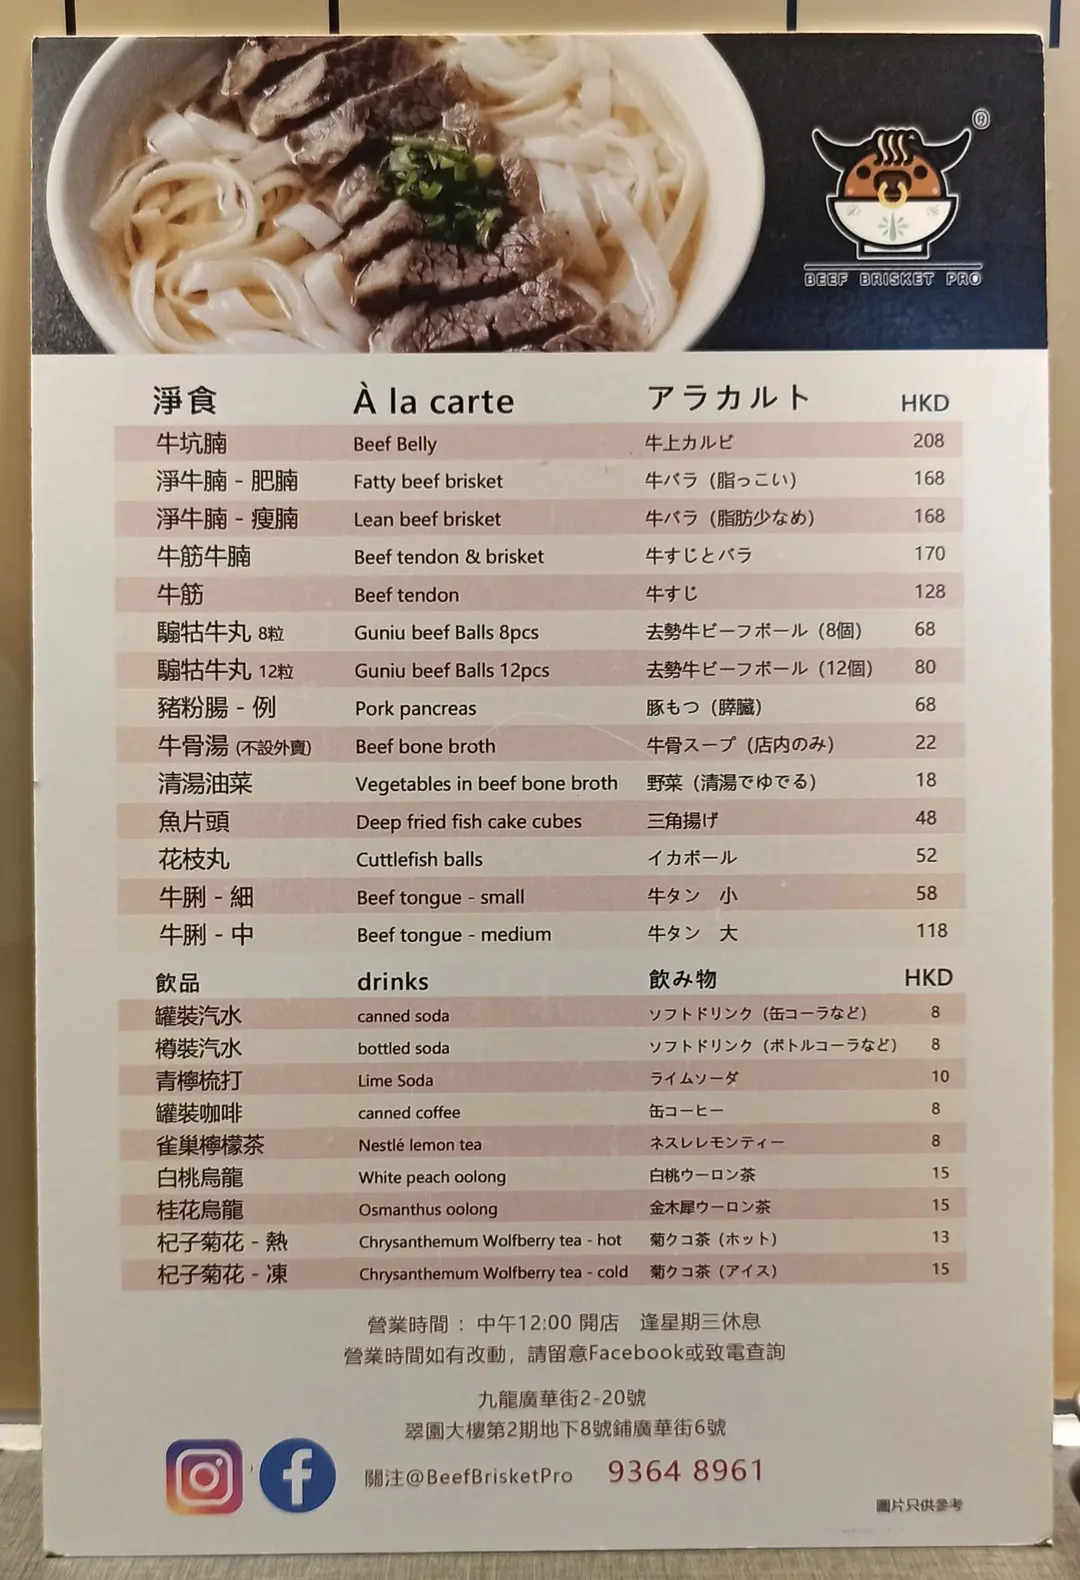 ®
BEEF BRISKET PRO
淨食 À la carte アラカルト HKD
牛坑腩 Beef Belly 牛上カルビ 208
淨牛腩 - 肥腩 Fatty beef brisket 牛バラ（脂っこい） 168
淨牛腩 - 瘦腩 Lean beef brisket 牛バラ（脂肪少なめ） 168
牛筋牛腩 Beef tendon & brisket 牛すじとバラ 170
牛筋 Beef tendon 牛すじ 128
騸牯牛丸 8粒 Guniu beef Balls 8pcs 去勢牛ビーフボール（8個） 68
騸牯牛丸 12粒 Guniu beef Balls 12pcs 去勢牛ビーフボール（12個） 80
豬粉腸 - 例 Pork pancreas 豚もつ（膵臓） 68
牛骨湯 (不設外賣) Beef bone broth 牛骨スープ（店内のみ） 22
清湯油菜 Vegetables in beef bone broth 野菜（清湯でゆでる） 18
魚片頭 Deep fried fish cake cubes 三角揚げ 48
花枝丸 Cuttlefish balls イカボール 52
牛脷 - 細 Beef tongue - small 牛タン 小 58
牛脷 - 中 Beef tongue - medium 牛タン 大 118
飲品 drinks 飲み物 HKD
罐裝汽水 canned soda ソフトドリンク（缶コーラなど） 8
樽裝汽水 bottled soda ソフトドリンク（ボトルコーラなど） 8
青檸梳打 Lime Soda ライムソーダ 10
罐裝咖啡 canned coffee 缶コーヒー 8
雀巢檸檬茶 Nestlé lemon tea ネスレレモンティー 8
白桃烏龍 White peach oolong 白桃ウーロン茶 15
桂花烏龍 Osmanthus oolong 金木犀ウーロン茶 15
杞子菊花 - 熱 Chrysanthemum Wolfberry tea - hot 菊クコ茶（ホット） 13
杞子菊花 - 凍 Chrysanthemum Wolfberry tea - cold 菊クコ茶（アイス） 15
營業時間： 中午12:00 開店 逢星期三休息
營業時間如有改動，請留意Facebook或致電查詢
九龍廣華街2-20號
翠園大樓第2期地下8號鋪廣華街6號
關注@BeefBrisketPro 9364 8961
圖片只供參考